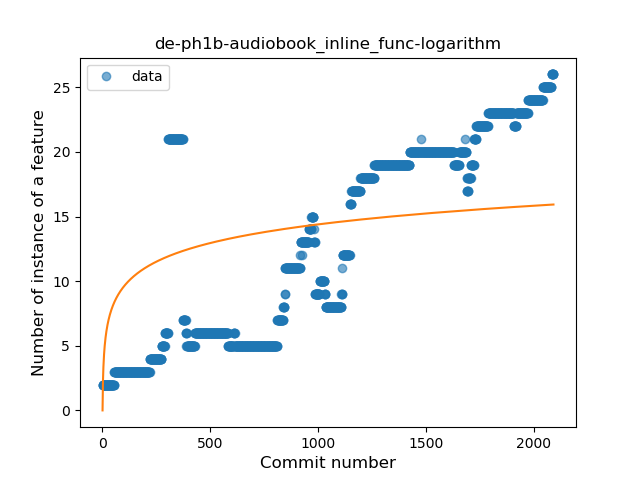 de-ph1b-audiobook_inline_func-logarithm
data
Number of instance of a feature
25
20
15
10
5
0
0 500 1000 1500 2000
Commit number